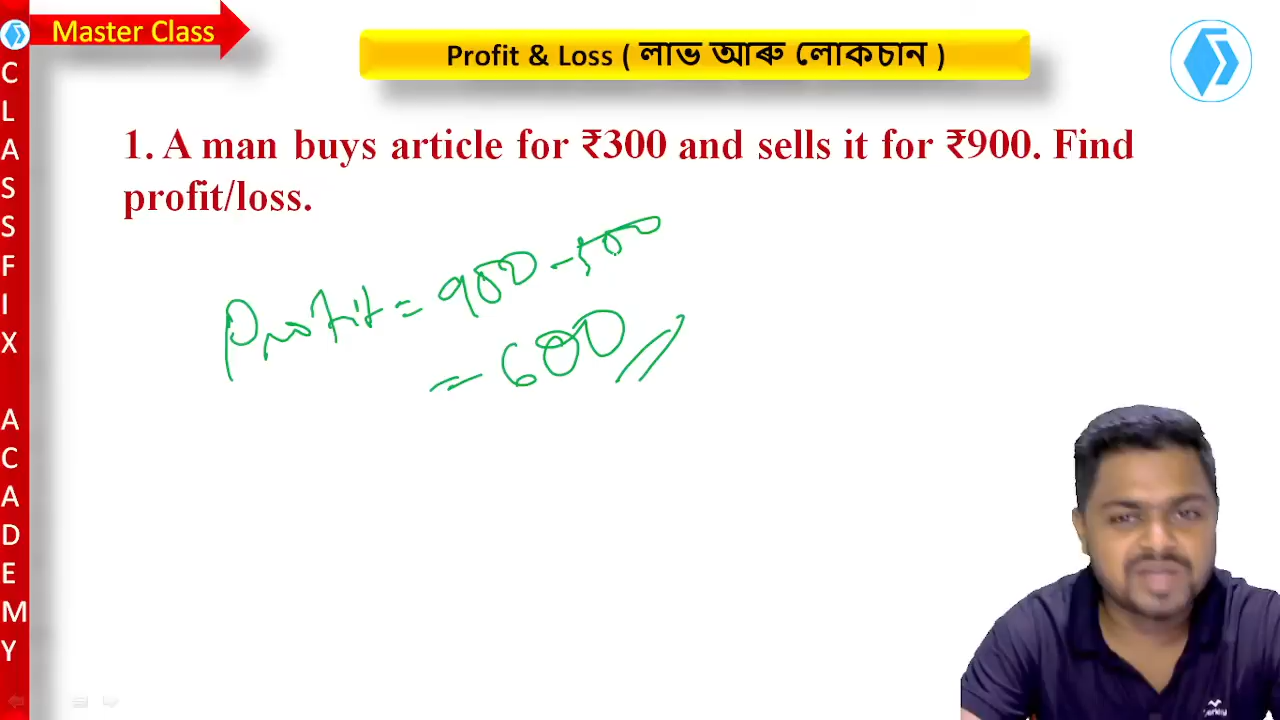 Master Class
Profit & Loss ( লাভ আৰু লোকচান )
1. A man buys article for ₹300 and sells it for ₹900. Find
profit/loss.
Profit = 900 -
= 600
CLASSFIX ACADEMY